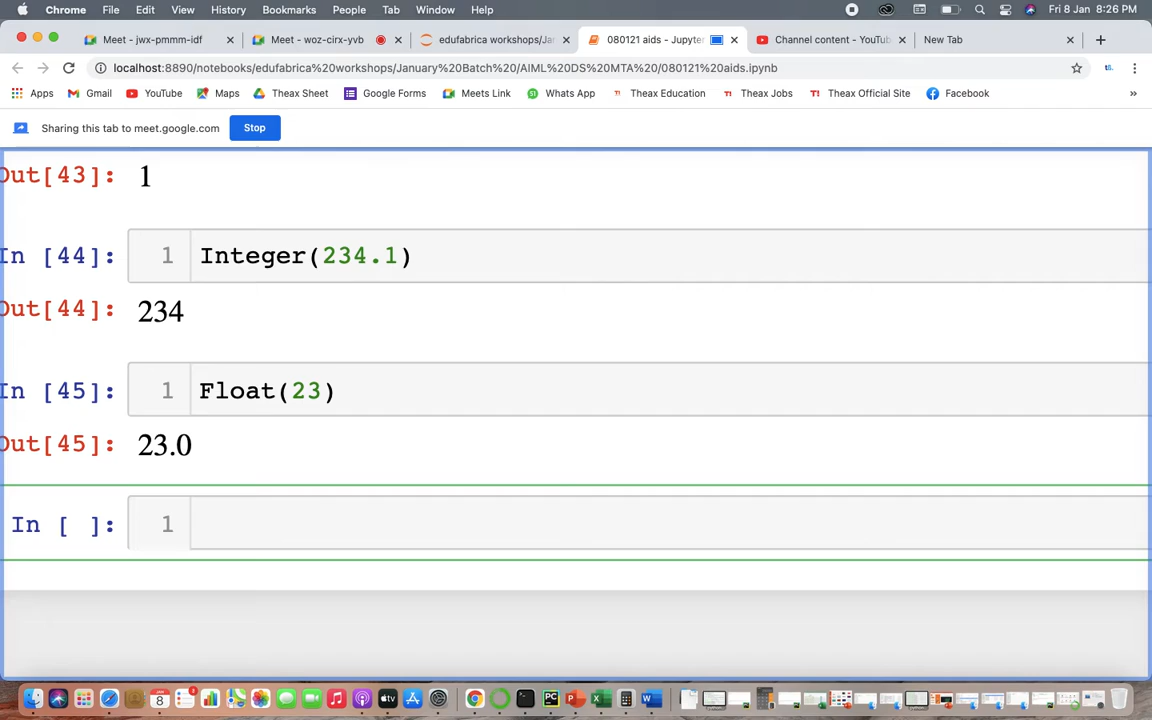 Chrome File Edit View History Bookmarks People Tab Window Help Fri 8 Jan 8:26 PM
Meet - jwx-pmmm-idf Meet - woz-cirx-yvb edufabrica workshops/Jan 080121 aids - Jupyter Channel content - YouTu New Tab
localhost:8890/notebooks/edufabrica%20workshops/January%20Batch%20/AIML%20DS%20MTA%20/080121%20aids.ipynb
Apps Gmail YouTube Maps Theax Sheet Google Forms Meets Link Whats App Theax Education Theax Jobs Theax Official Site Facebook »
Sharing this tab to meet.google.com Stop
Out[43]: 1
In [44]: 1 Integer(234.1)
Out[44]: 234
In [45]: 1 Float(23)
Out[45]: 23.0
In [ ]: 1